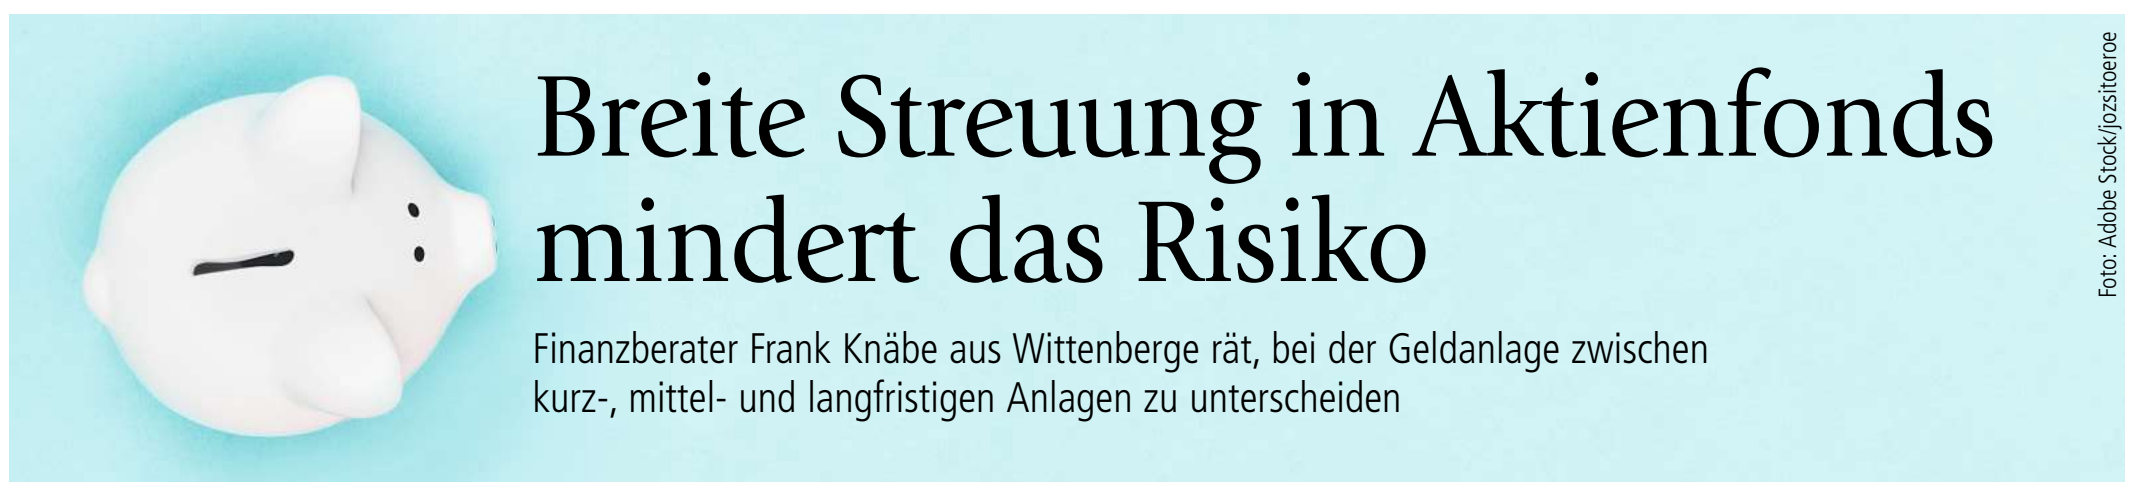 Breite Streuung in Aktienfonds
mindert das Risiko
Finanzberater Frank Knäbe aus Wittenberge rät, bei der Geldanlage zwischen
kurz-, mittel- und langfristigen Anlagen zu unterscheiden
Foto: Adobe Stock/jozsitoeroe